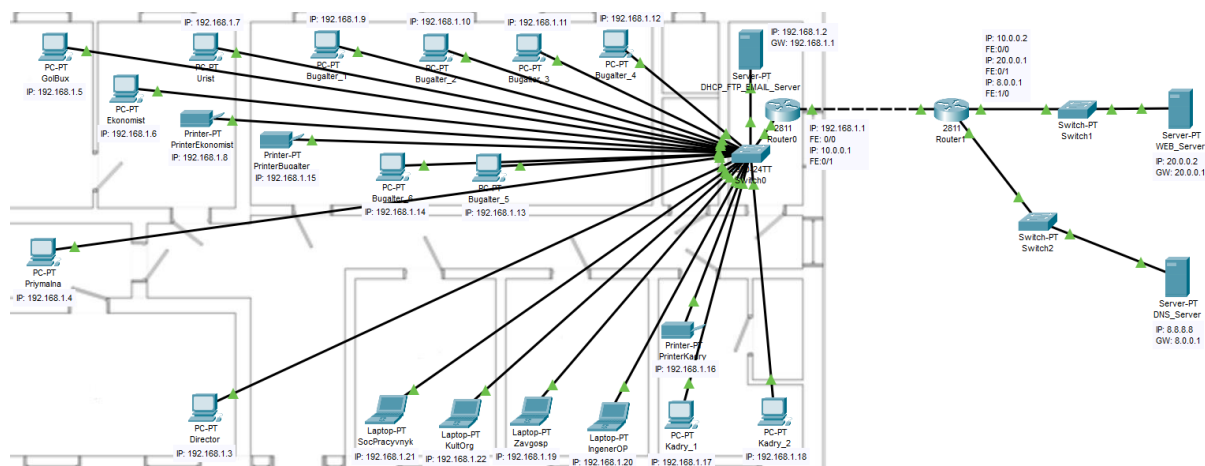 IP: 192.168.1.7
IP: 192.168.1.9
IP: 192.168.1.10
IP: 192.168.1.11
IP: 192.168.1.12
PC-PT
GolBux
IP: 192.168.1.5
PC-PT
Urist
PC-PT
Bugalter_1
PC-PT
Bugalter_2
PC-PT
Bugalter_3
PC-PT
Bugalter_4
IP: 192.168.1.2
GW: 192.168.1.1
Server-PT
DHCP_FTP_EMAIL_Server
PC-PT
Ekonomist
IP: 192.168.1.6
Printer-PT
PrinterEkonomist
IP: 192.168.1.8
Printer-PT
PrinterBugalter
IP: 192.168.1.15
PC-PT
Bugalter_6
IP: 192.168.1.14
PC-PT
Bugalter_5
IP: 192.168.1.13
24TT
Switch0
2811
Router0
IP: 192.168.1.1
FE: 0/0
IP: 10.0.0.1
FE:0/1
IP: 10.0.0.2
FE:0/0
IP: 20.0.0.1
FE:0/1
IP: 8.0.0.1
FE:1/0
2811
Router1
Switch-PT
Switch1
Server-PT
WEB_Server
IP: 20.0.0.2
GW: 20.0.0.1
Switch-PT
Switch2
Server-PT
DNS_Server
IP: 8.8.8.8
GW: 8.0.0.1
PC-PT
Priymalna
IP: 192.168.1.4
PC-PT
Director
IP: 192.168.1.3
Laptop-PT
SocPracyvnyk
IP: 192.168.1.21
Laptop-PT
KultOrg
IP: 192.168.1.22
Laptop-PT
Zavgosp
IP: 192.168.1.19
Laptop-PT
IngenerOP
IP: 192.168.1.20
Printer-PT
PrinterKadry
IP: 192.168.1.16
PC-PT
Kadry_1
IP: 192.168.1.17
PC-PT
Kadry_2
IP: 192.168.1.18